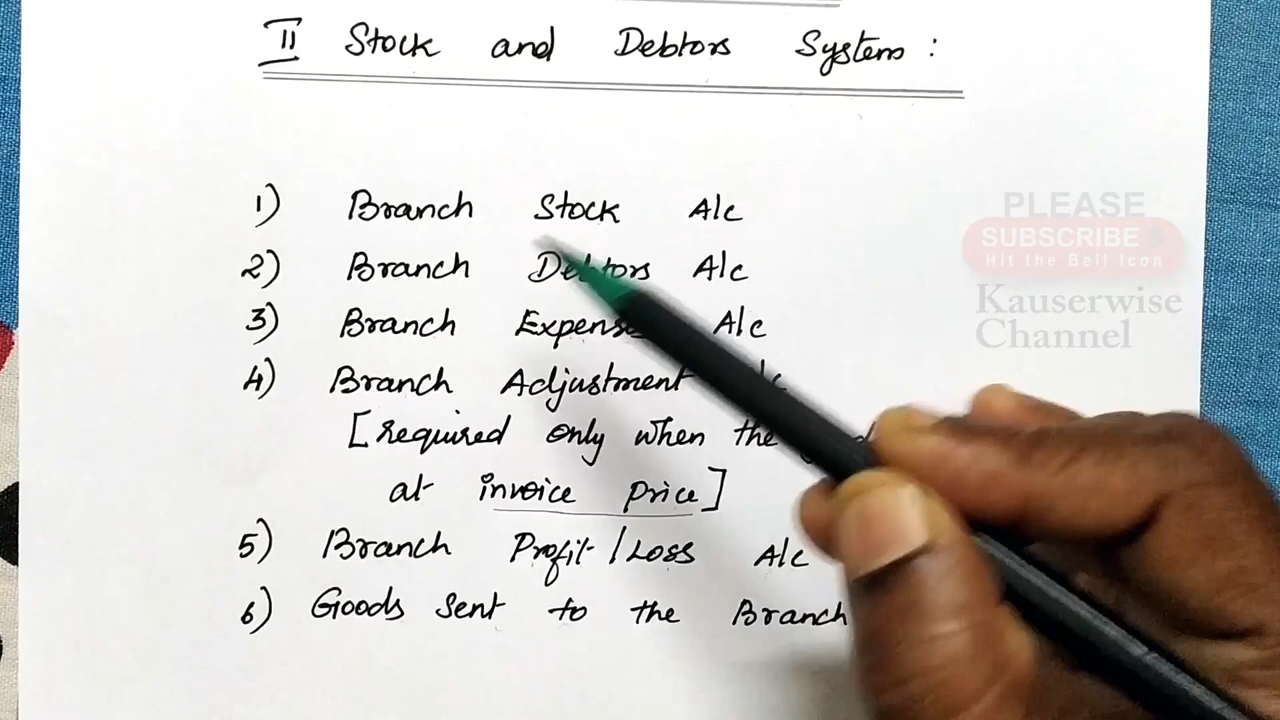 II Stock and Debtors System :
1) Branch Stock A/c
2) Branch Debtors A/c
3) Branch Expense A/c
4) Branch Adjustment A/c
[required only when the
at invoice price]
5) Branch Profit / Loss A/c
6) Goods Sent to the Branch
PLEASE
SUBSCRIBE &
Hit the Bell Icon
Kauserwise
Channel